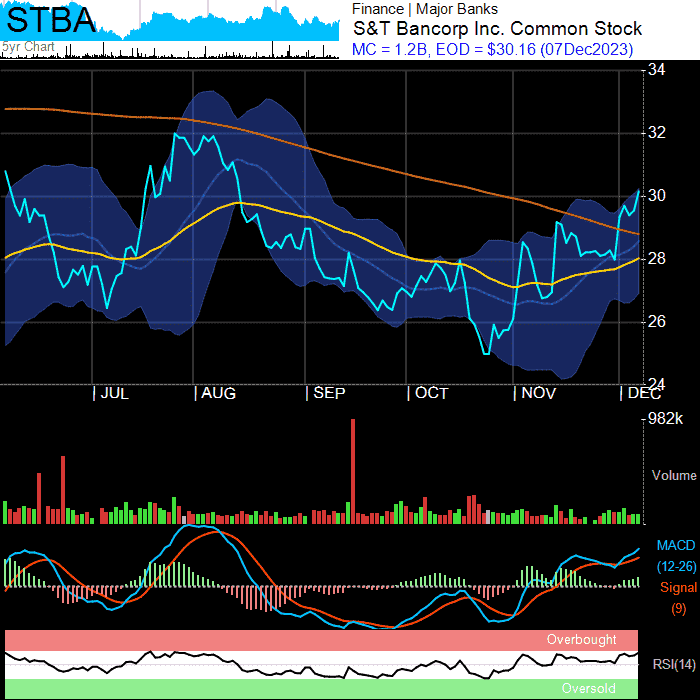 STBA
5yr Chart
Finance | Major Banks
S&T Bancorp Inc. Common Stock
MC = 1.2B, EOD = $30.16 (07Dec2023)
34
32
30
28
26
24
| JUL | AUG | SEP | OCT | NOV | DEC
982k
Volume
MACD
(12-26)
Signal
(9)
Overbought
RSI(14)
Oversold